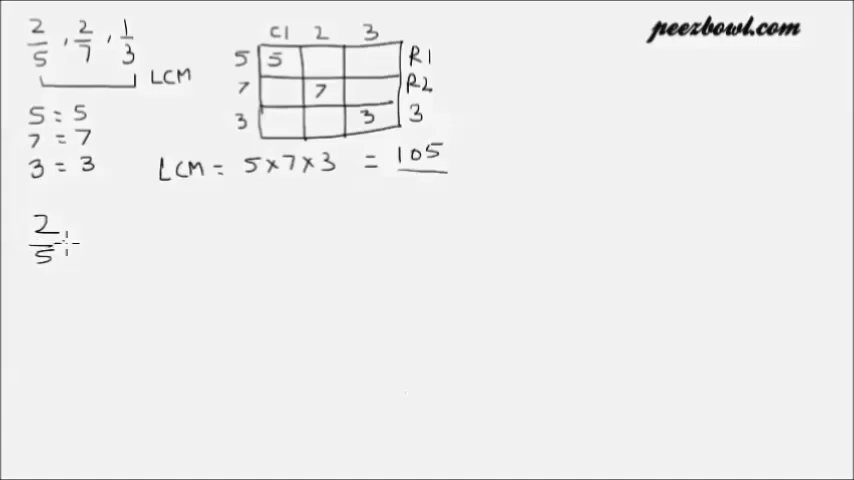 2/5 , 2/7 , 1/3
LCM
5 = 5
7 = 7
3 = 3
C1 2 3
5 5 R1
7 7 R2
3 3 3
LCM = 5×7×3 = 105
2/5
peezbowl.com